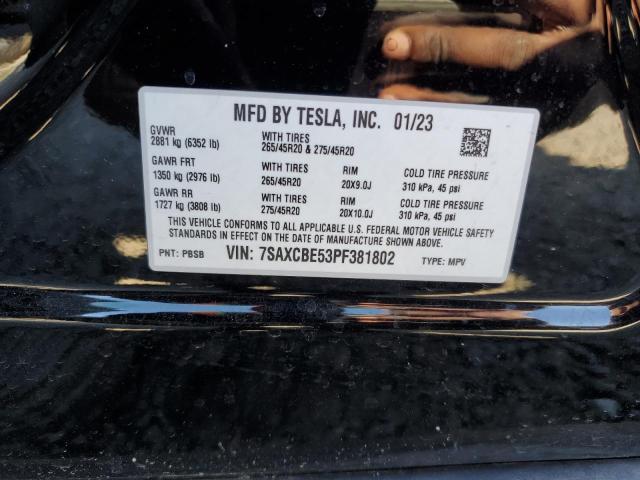 MFD BY TESLA, INC. 01/23
GVWR
2881 kg (6352 lb)
WITH TIRES
265/45R20 & 275/45R20
GAWR FRT
1350 kg (2976 lb)
WITH TIRES
265/45R20
RIM
20X9.0J
COLD TIRE PRESSURE
310 kPa, 45 psi
GAWR RR
1727 kg (3808 lb)
WITH TIRES
275/45R20
RIM
20X10.0J
COLD TIRE PRESSURE
310 kPa, 45 psi
THIS VEHICLE CONFORMS TO ALL APPLICABLE U.S. FEDERAL MOTOR VEHICLE SAFETY
STANDARDS IN EFFECT ON THE DATE OF MANUFACTURE SHOWN ABOVE.
PNT: PBSB VIN: 7SAXCBE53PF381802 TYPE: MPV